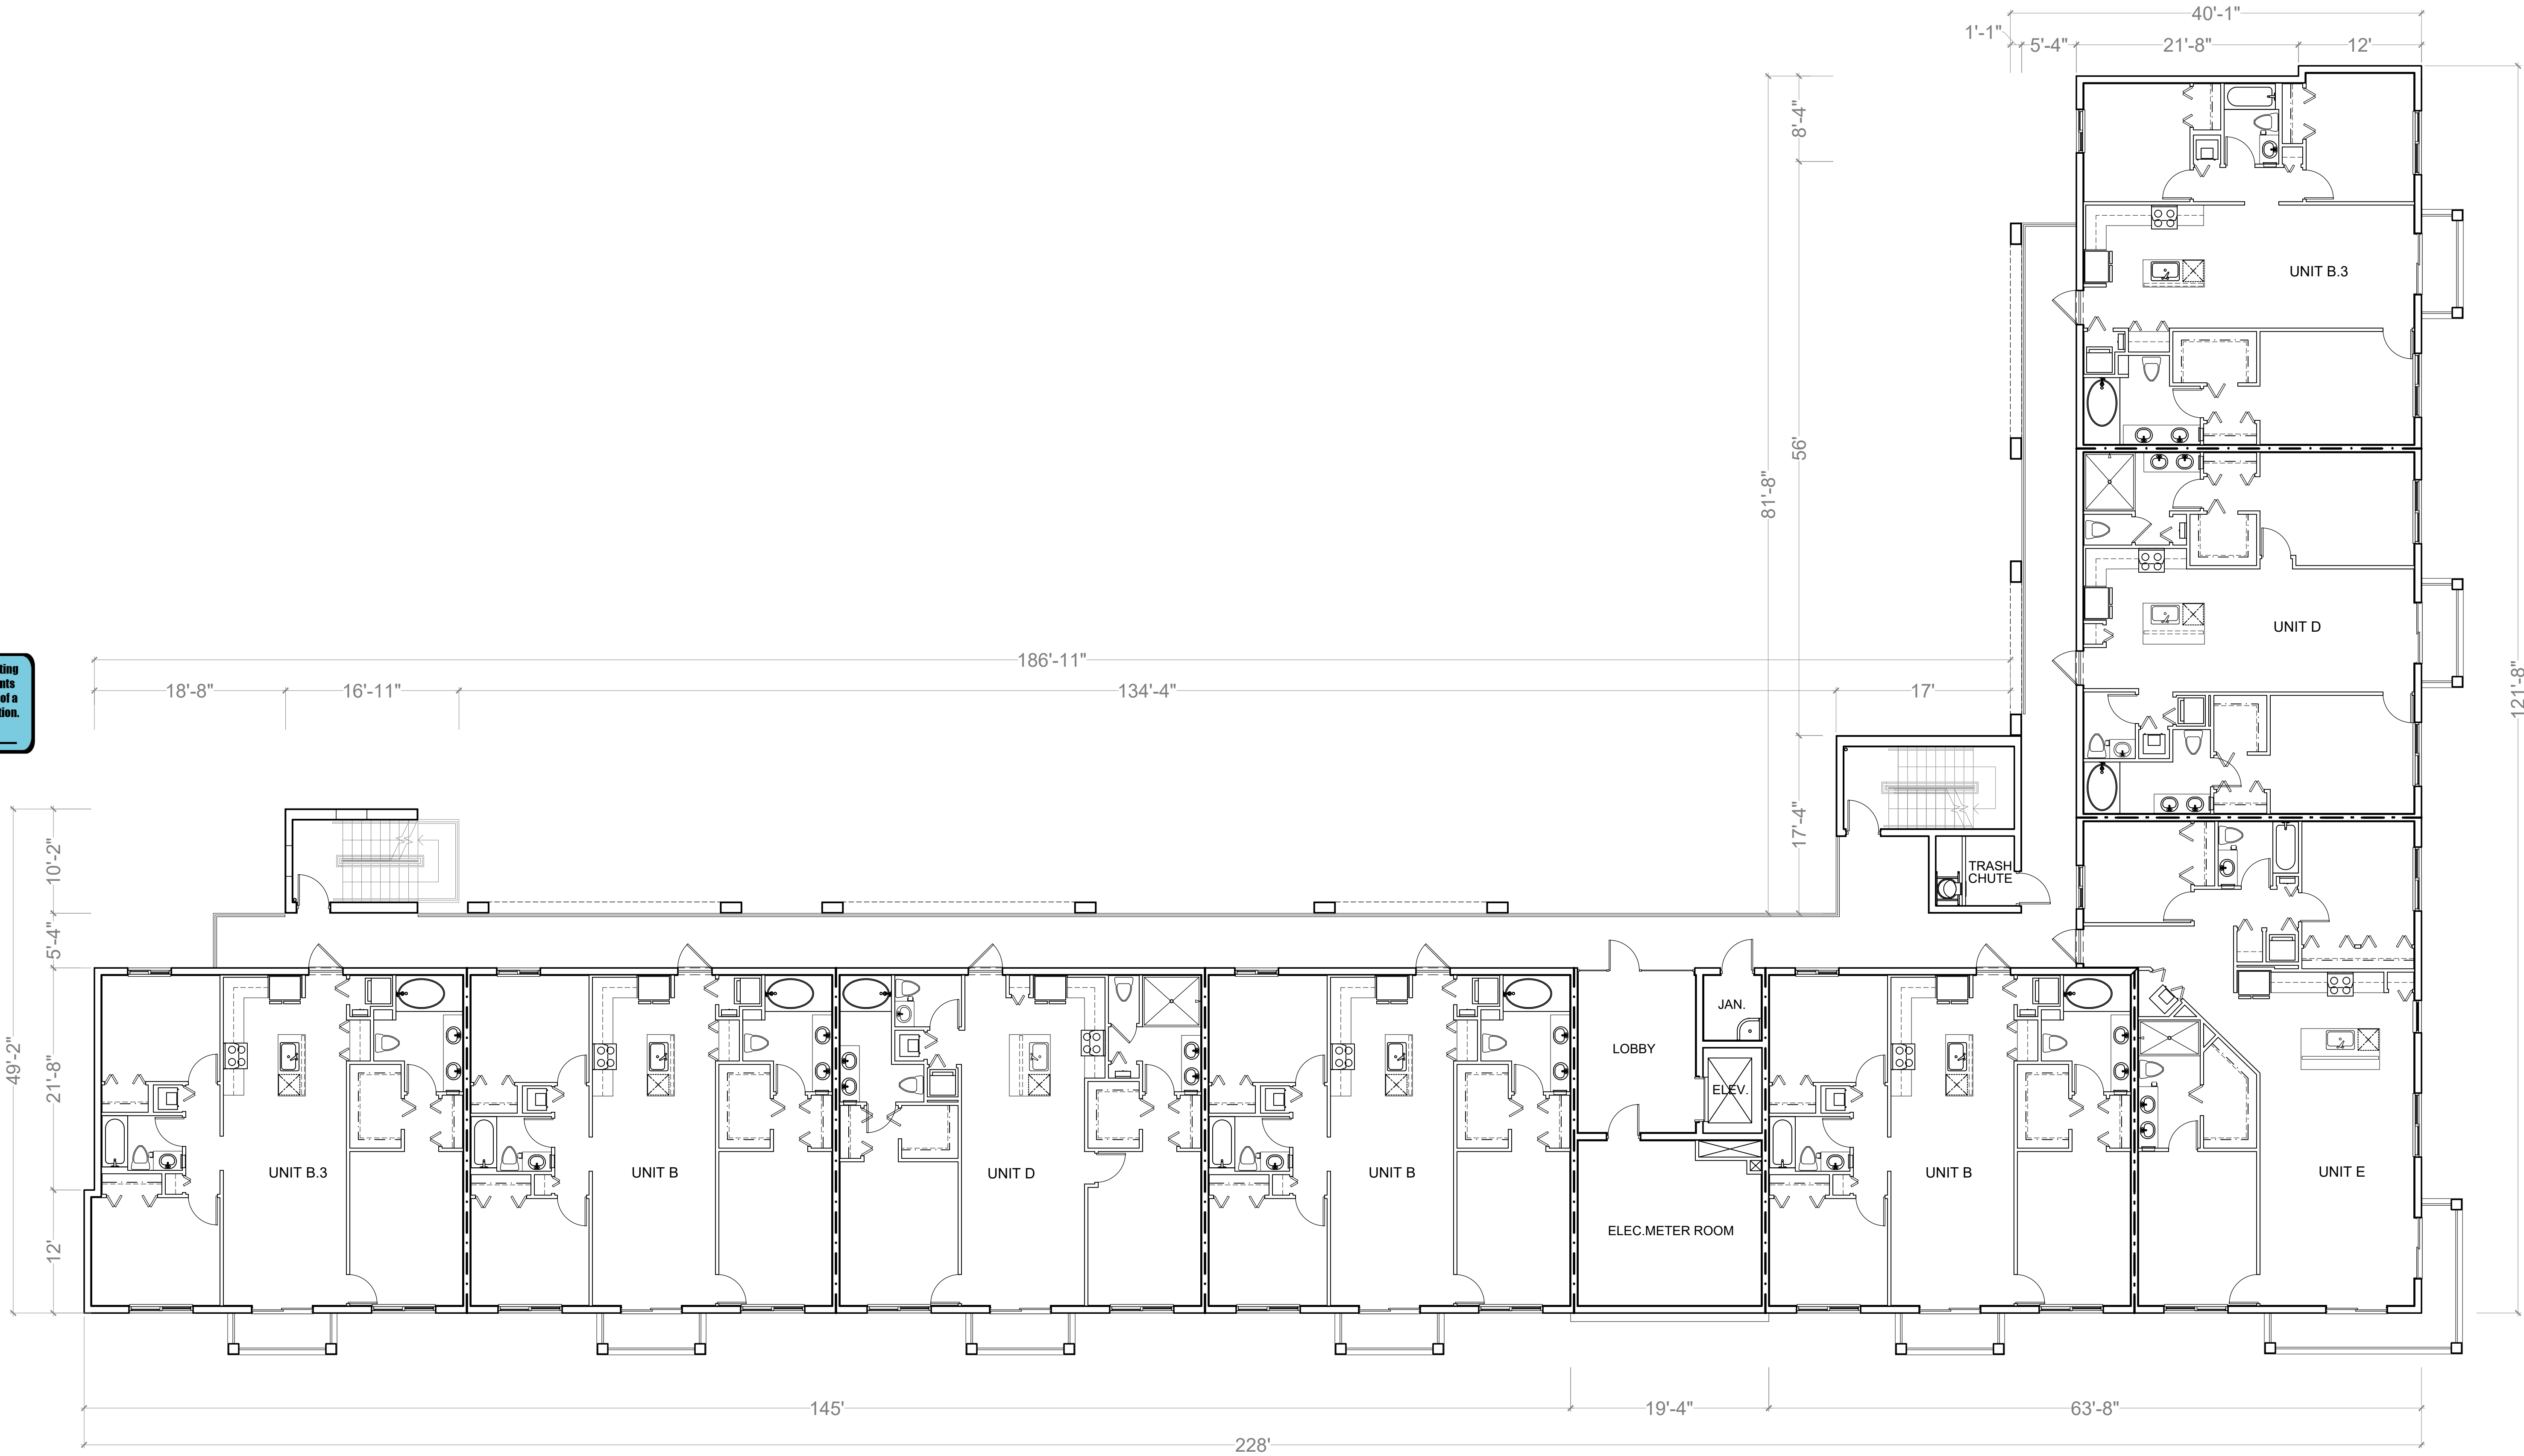 40'-1"
1'-1"
5'-4"
21'-8"
12'
8'-4"
UNIT B.3
56'
81'-8"
UNIT D
121'-8"
186'-11"
18'-8"
16'-11"
134'-4"
17'
of a
17'-4"
10'-2"
TRASH
CHUTE
5'-4"
JAN.
LOBBY
49'-2"
21'-8"
ELEV.
UNIT B.3
UNIT B
UNIT D
UNIT B
UNIT B
UNIT E
ELEC.METER ROOM
12'
145'
19'-4"
63'-8"
228'